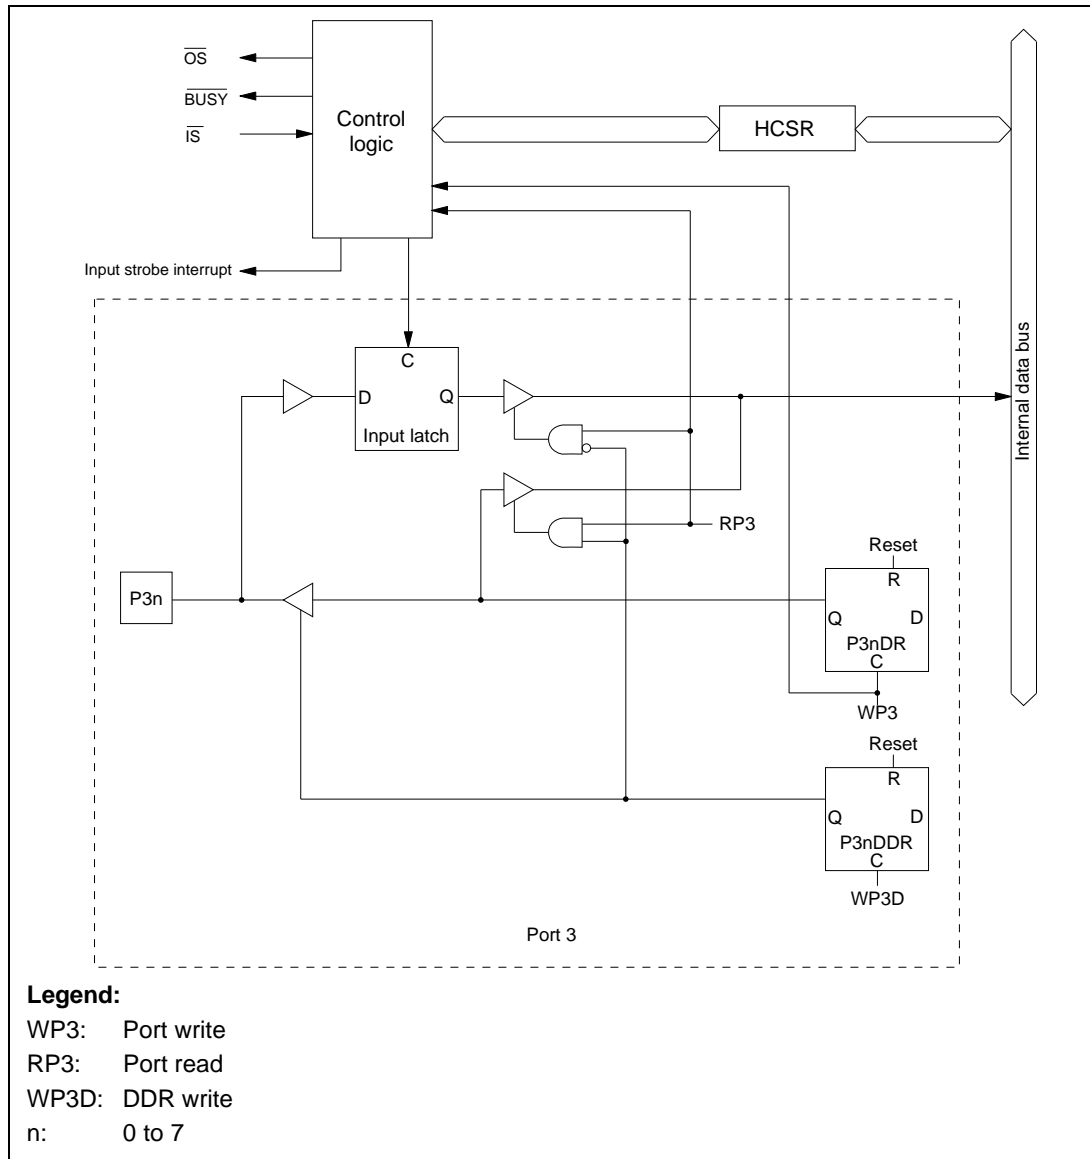 OS
BUSY
IS
Control
logic
HCSR
Input strobe interrupt
Internal data bus
C
D
Q
Input latch
RP3
Reset
R
P3n
Q
D
P3nDR
C
WP3
Reset
R
Q
D
P3nDDR
C
WP3D
Port 3
Legend:
WP3: Port write
RP3: Port read
WP3D: DDR write
n: 0 to 7